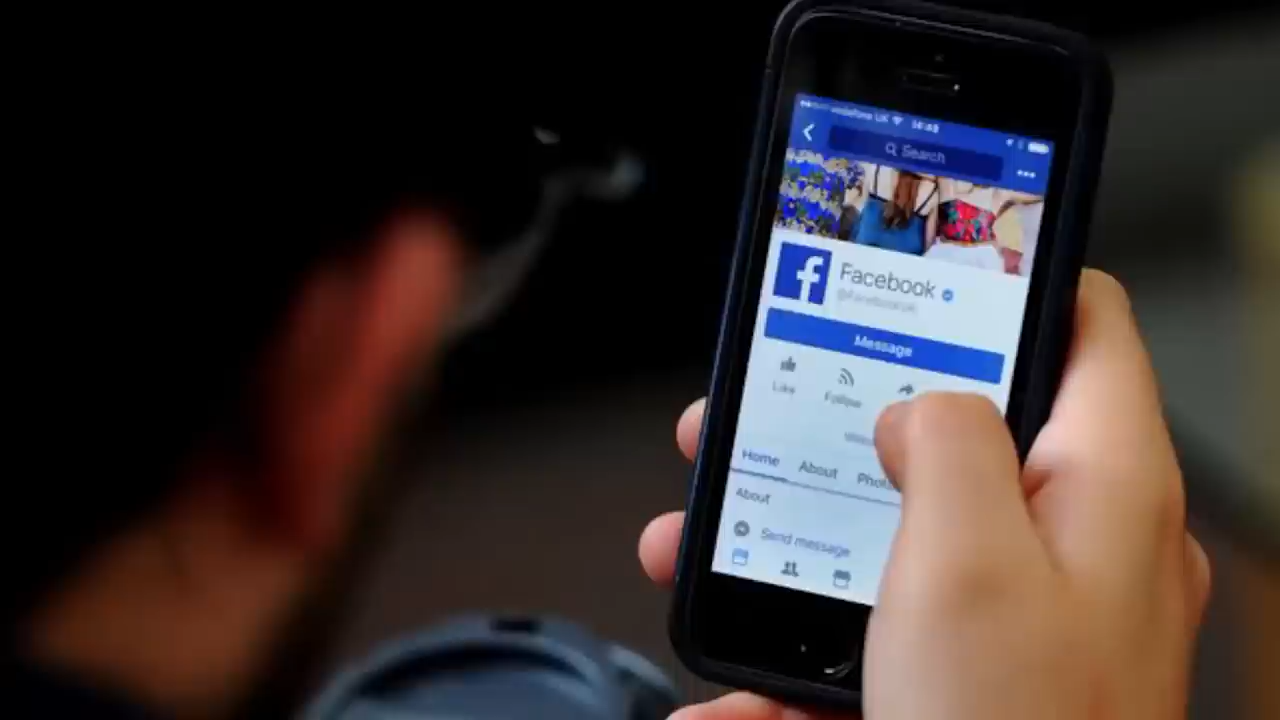 vodafone UK
Search
Facebook
Message
Like
Follow
Home About
About
Send message